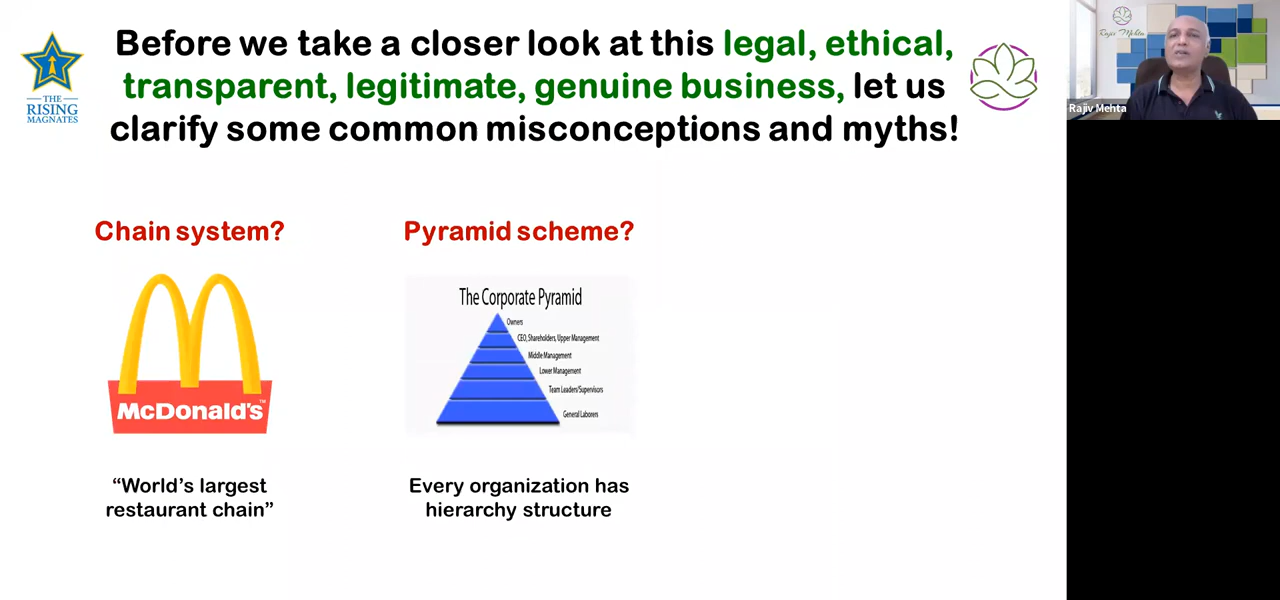 Before we take a closer look at this legal, ethical,
transparent, legitimate, genuine business, let us
clarify some common misconceptions and myths!
THE
RISING
MAGNATES
Rajiv Mehta
Rajiv Mehta
Chain system?
Pyramid scheme?
McDonald's™
The Corporate Pyramid
Owners
CEO, Shareholders, Upper Management
Middle Management
Lower Management
Team Leaders/Supervisors
General Laborers
“World’s largest
restaurant chain”
Every organization has
hierarchy structure